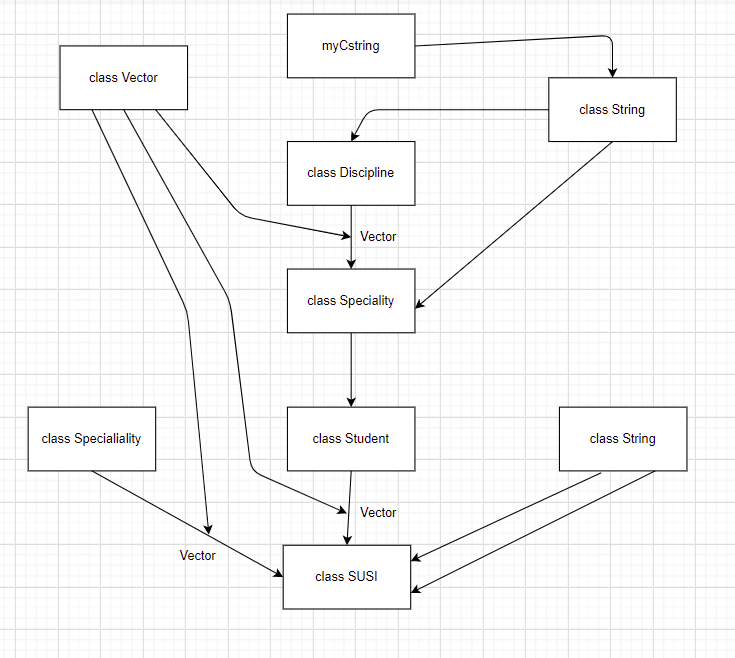 myCstring
class Vector
class String
class Discipline
Vector
class Speciality
class Specialiality
class Student
class String
Vector
Vector
class SUSI